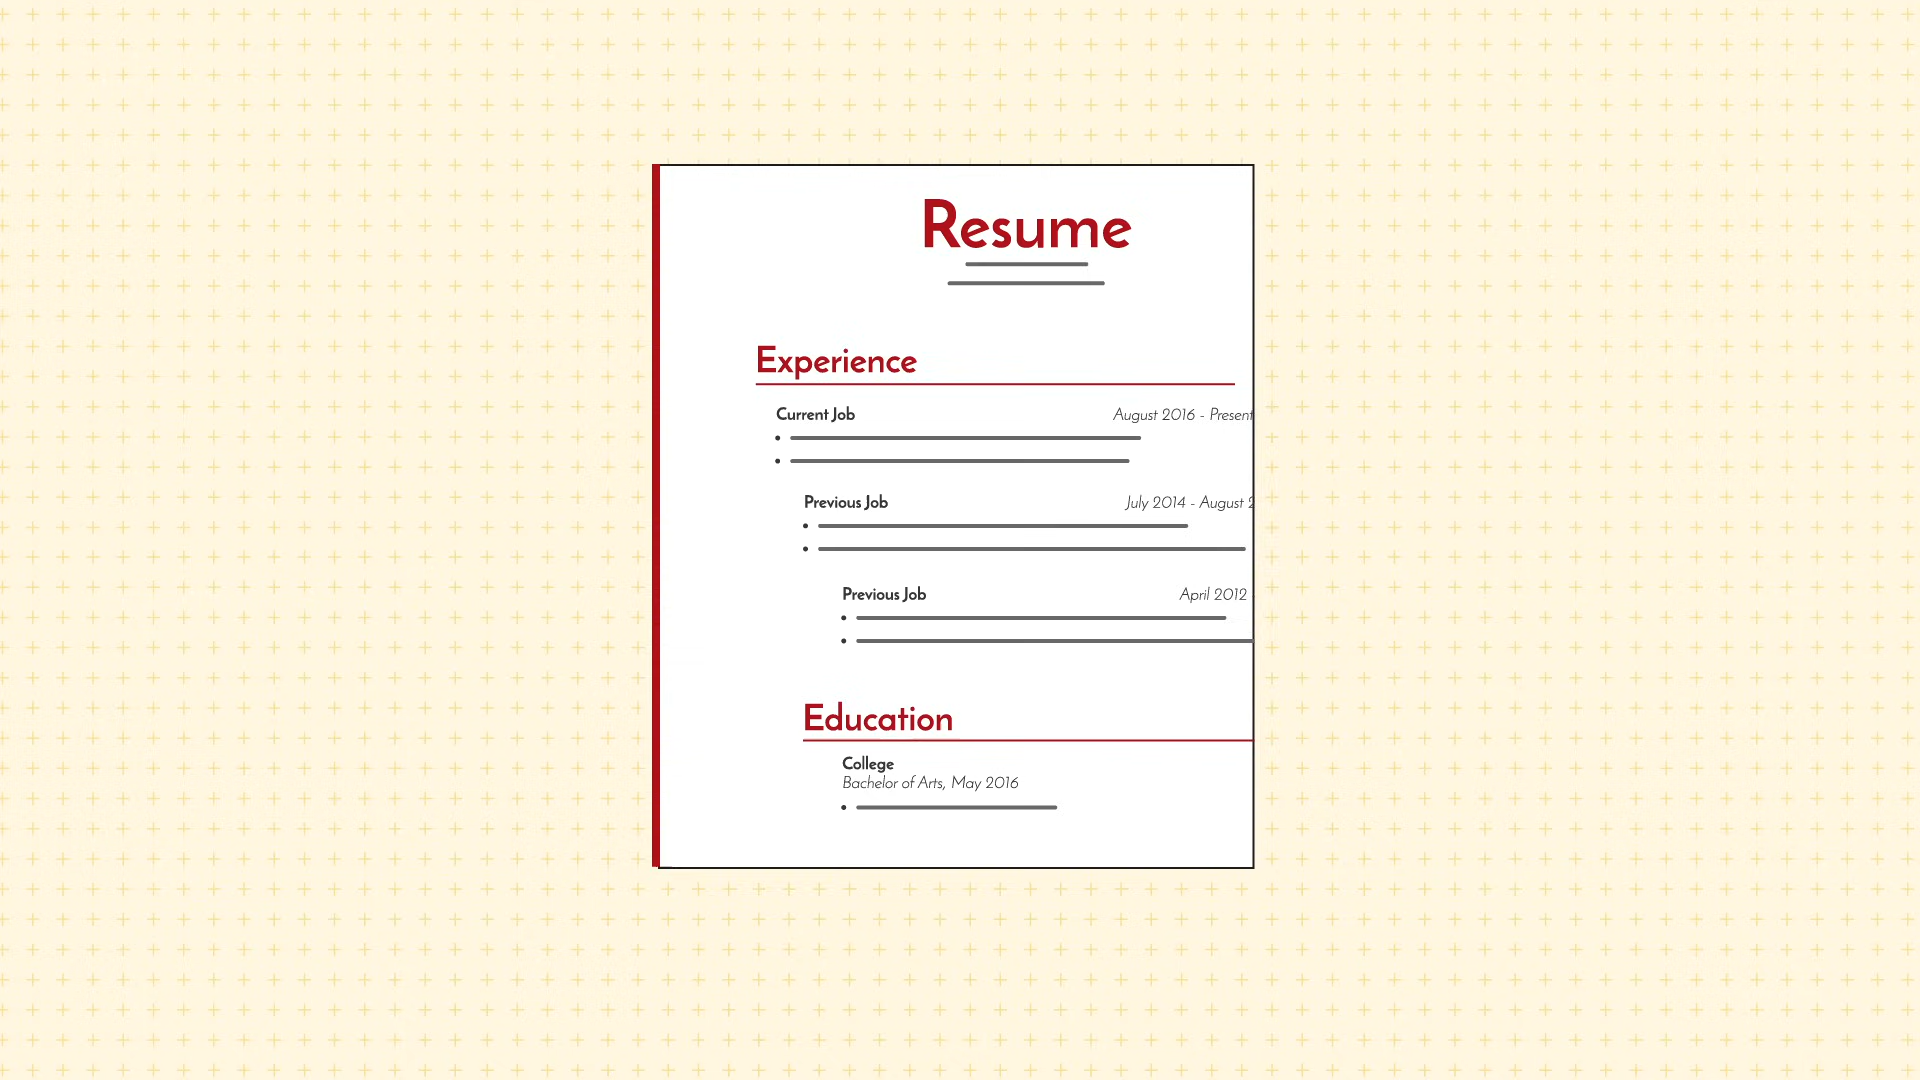 Resume
Experience
Current Job August 2016 - Present
Previous Job July 2014 - August 2
Previous Job April 2012
Education
College
Bachelor of Arts, May 2016